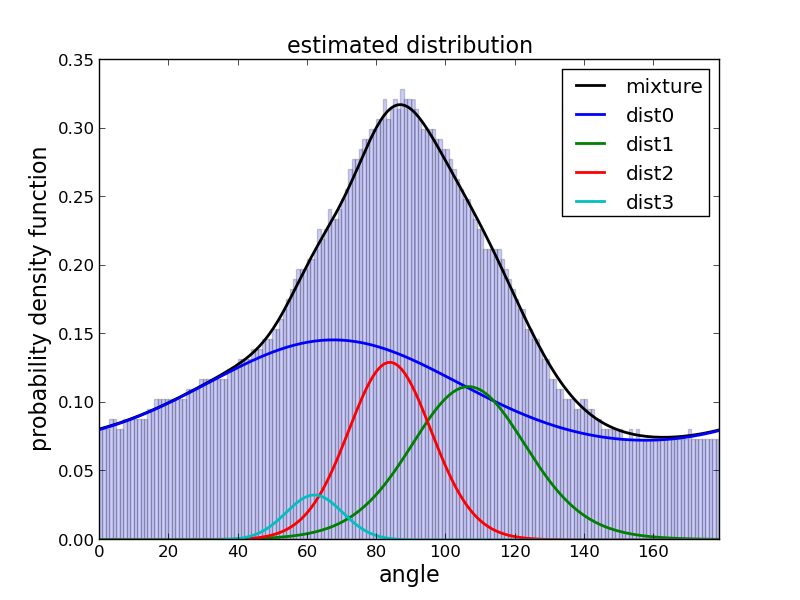 estimated distribution
probability density function
0.35
0.30
0.25
0.20
0.15
0.10
0.05
0.00
0 20 40 60 80 100 120 140 160
angle
mixture
dist0
dist1
dist2
dist3